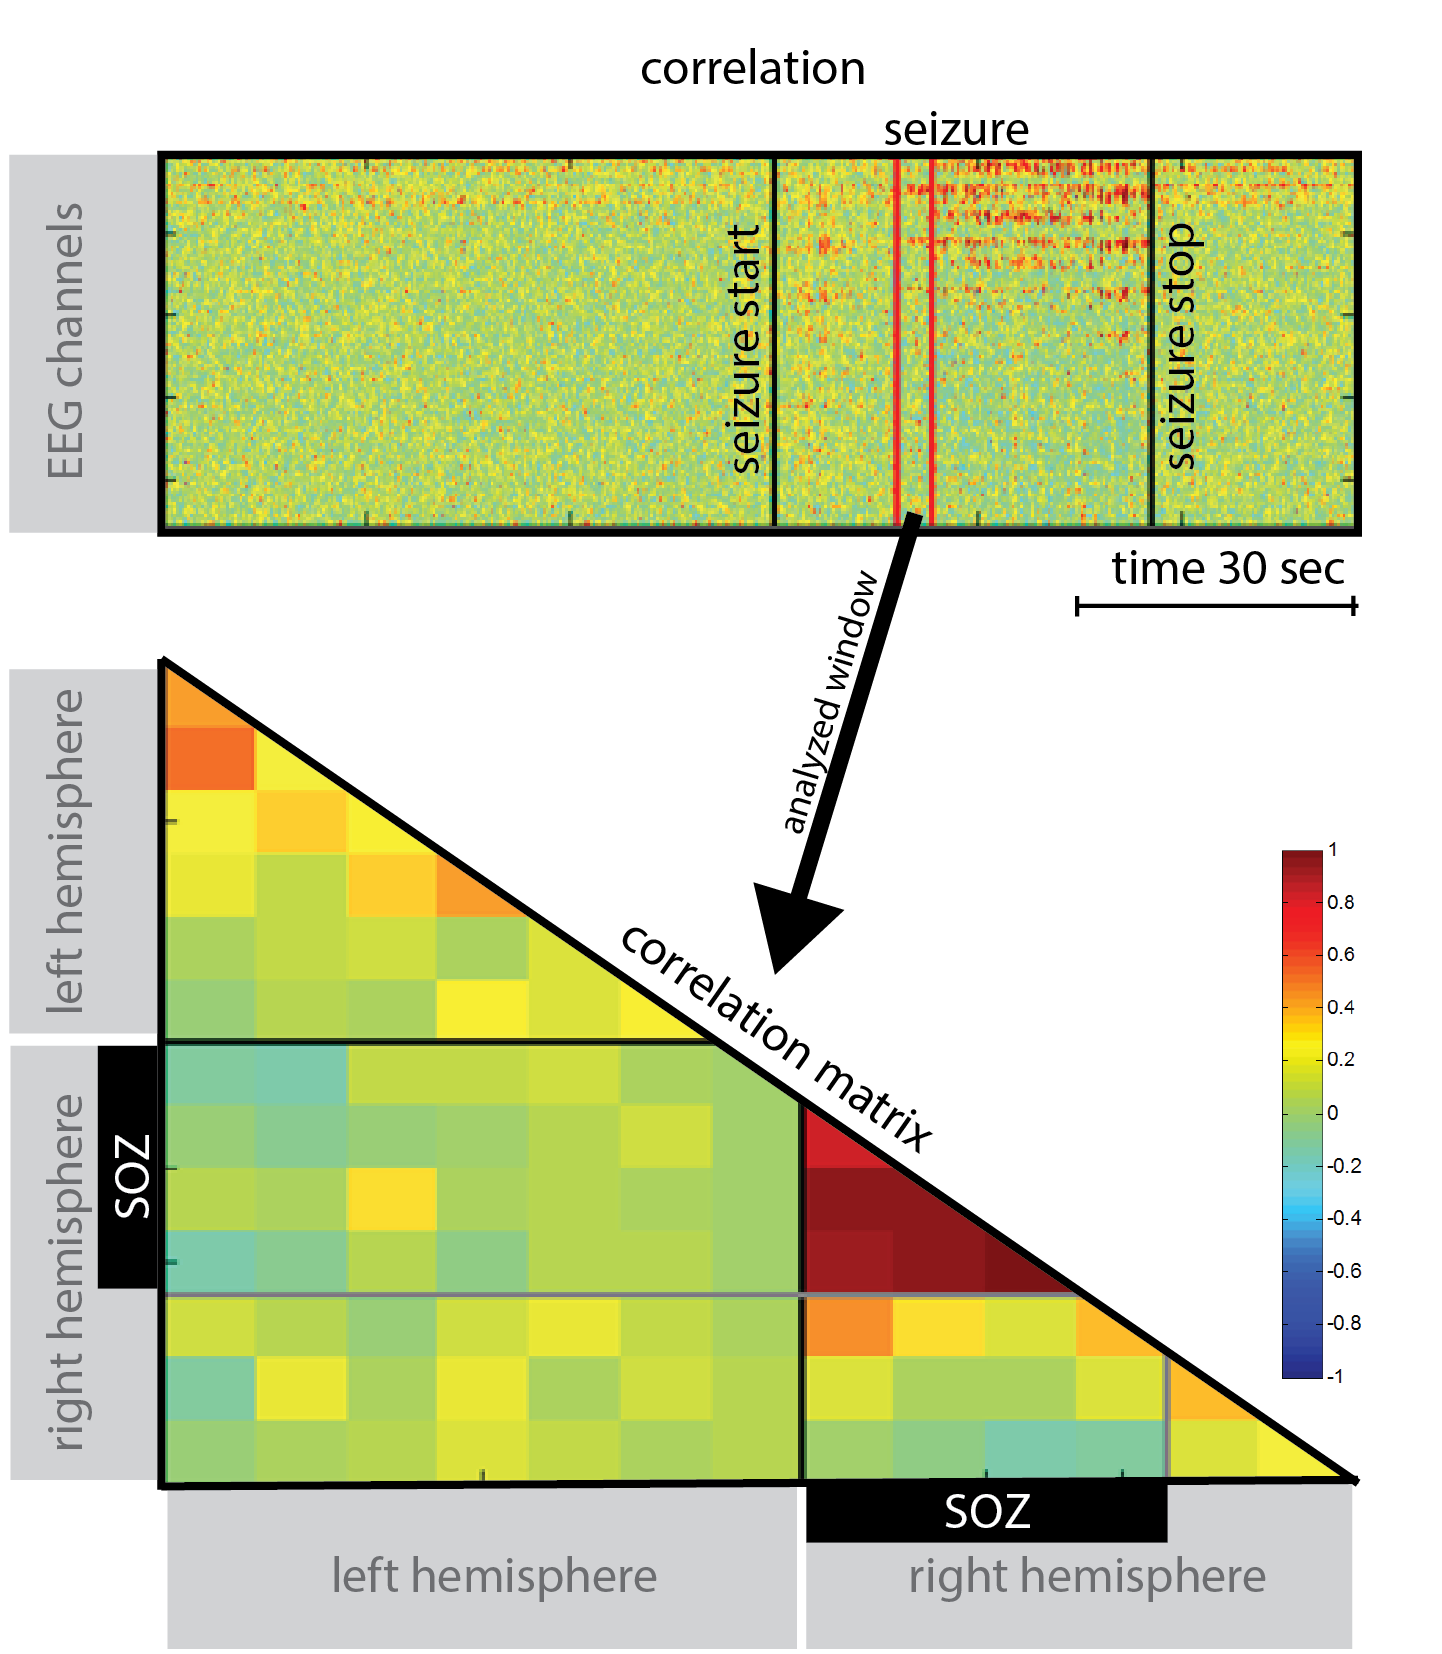 correlation
seizure
EEG channels
seizure start
seizure stop
time 30 sec
analyzed window
left hemisphere
correlation matrix
1
0.8
0.6
0.4
0.2
0
-0.2
-0.4
-0.6
-0.8
-1
right hemisphere
SOZ
SOZ
left hemisphere
right hemisphere